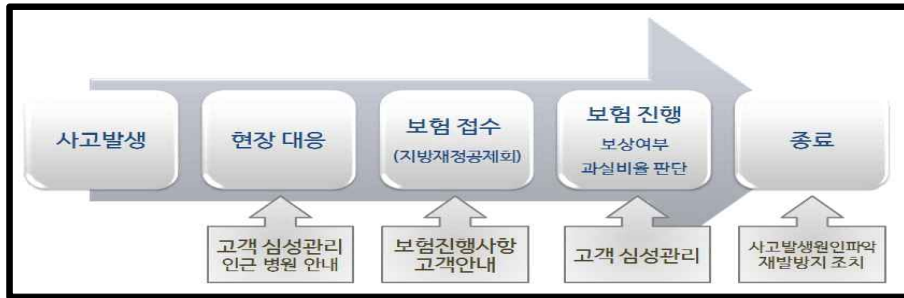 사고발생
현장 대응
보험 접수
(지방재정공제회)
보험 진행
보상여부
과실비율 판단
종료
고객 심성관리
인근 병원 안내
보험진행사항
고객안내
고객 심성관리
사고발생원인파악
재발방지 조치